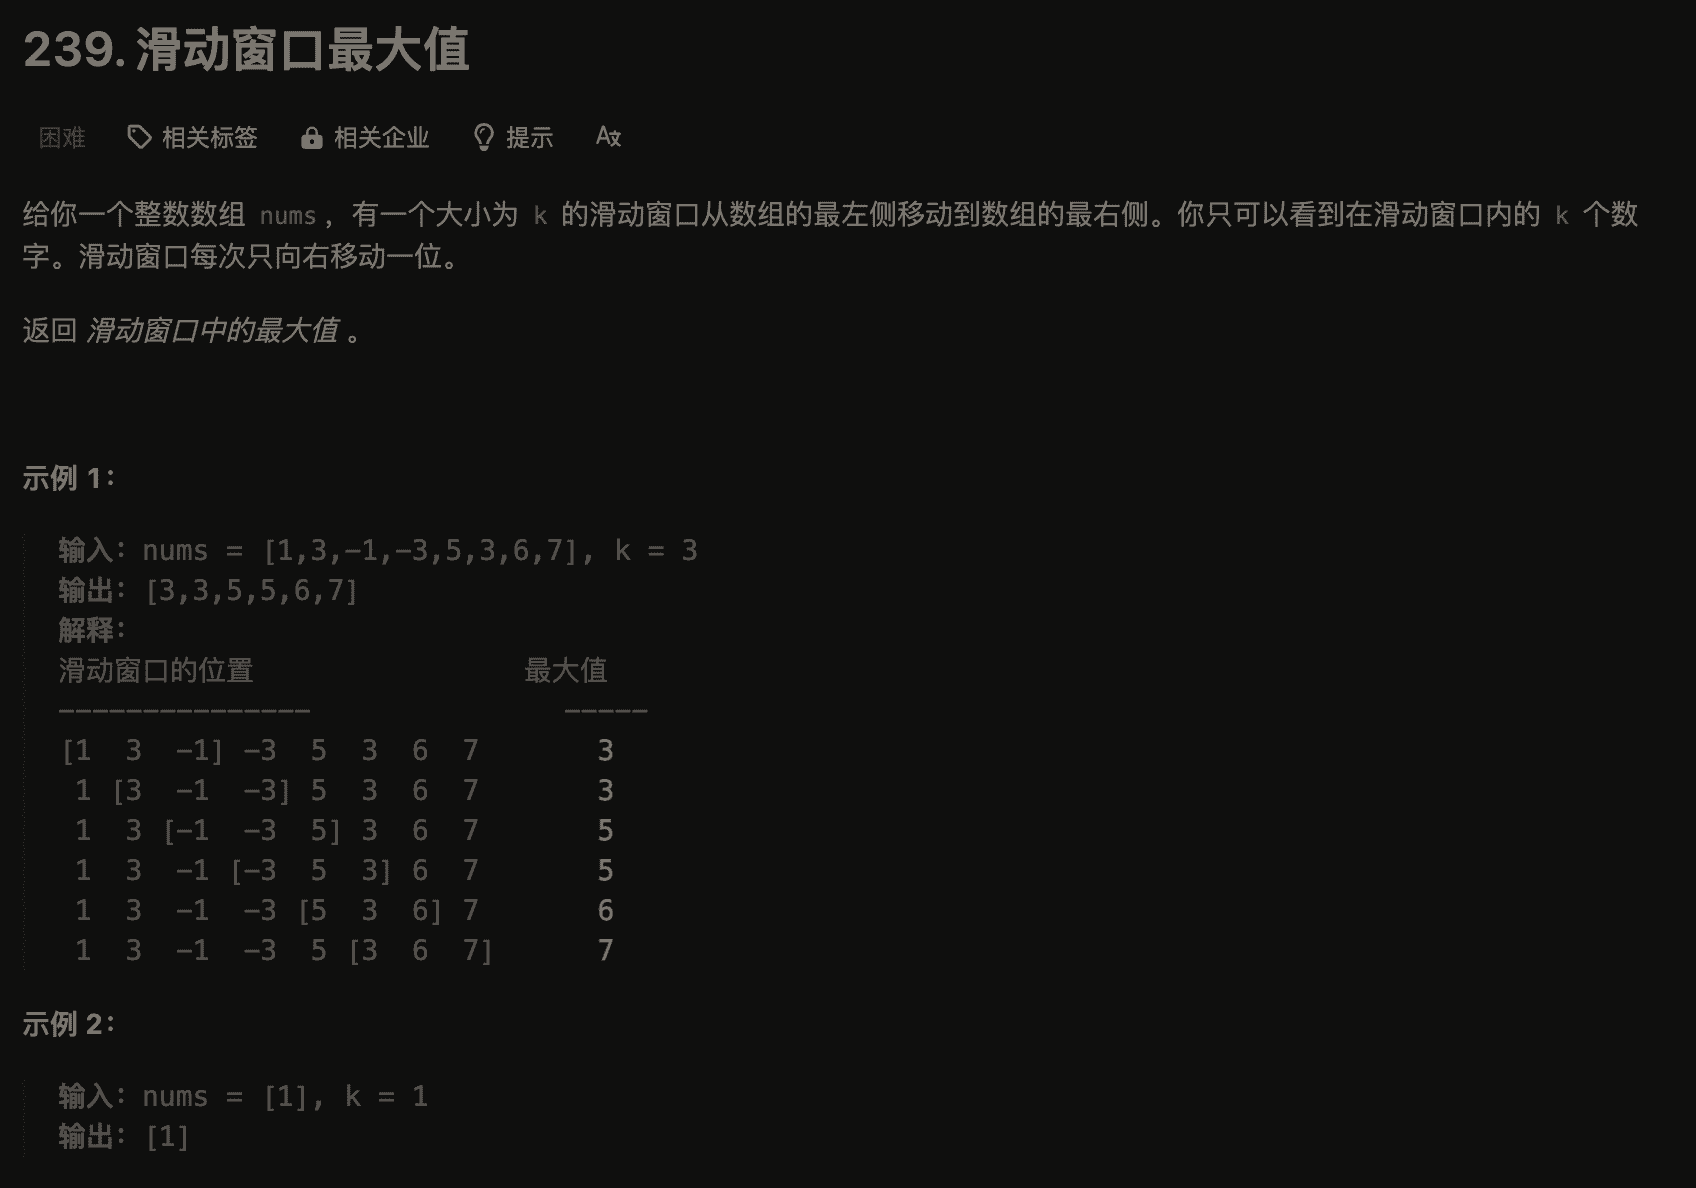 239. 滑动窗口最大值
困难 相关标签 相关企业 提示
给你一个整数数组 nums，有一个大小为 k 的滑动窗口从数组的最左侧移动到数组的最右侧。你只可以看到在滑动窗口内的 k 个数
字。滑动窗口每次只向右移动一位。
返回 滑动窗口中的最大值 。
示例 1：
输入：nums = [1,3,-1,-3,5,3,6,7], k = 3
输出：[3,3,5,5,6,7]
解释：
滑动窗口的位置                最大值
---------------               -----
[1  3  -1] -3  5  3  6  7       3
 1 [3  -1  -3] 5  3  6  7       3
 1  3 [-1  -3  5] 3  6  7       5
 1  3  -1 [-3  5  3] 6  7       5
 1  3  -1  -3 [5  3  6] 7       6
 1  3  -1  -3  5 [3  6  7]      7
示例 2：
输入：nums = [1], k = 1
输出：[1]